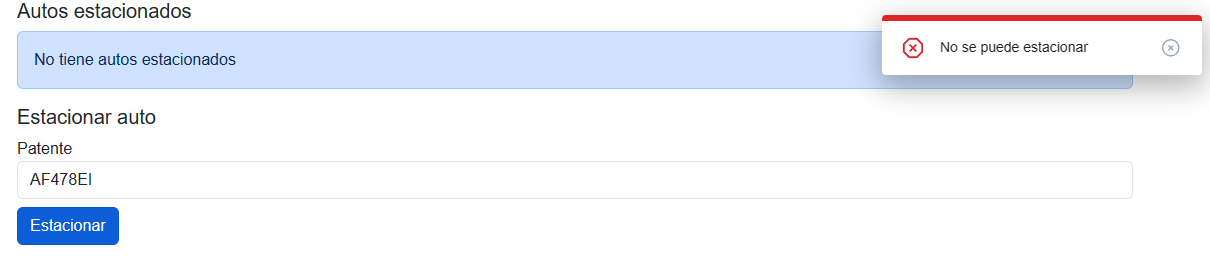 Autos estacionados
No tiene autos estacionados
No se puede estacionar
Estacionar auto
Patente
AF478EI
Estacionar